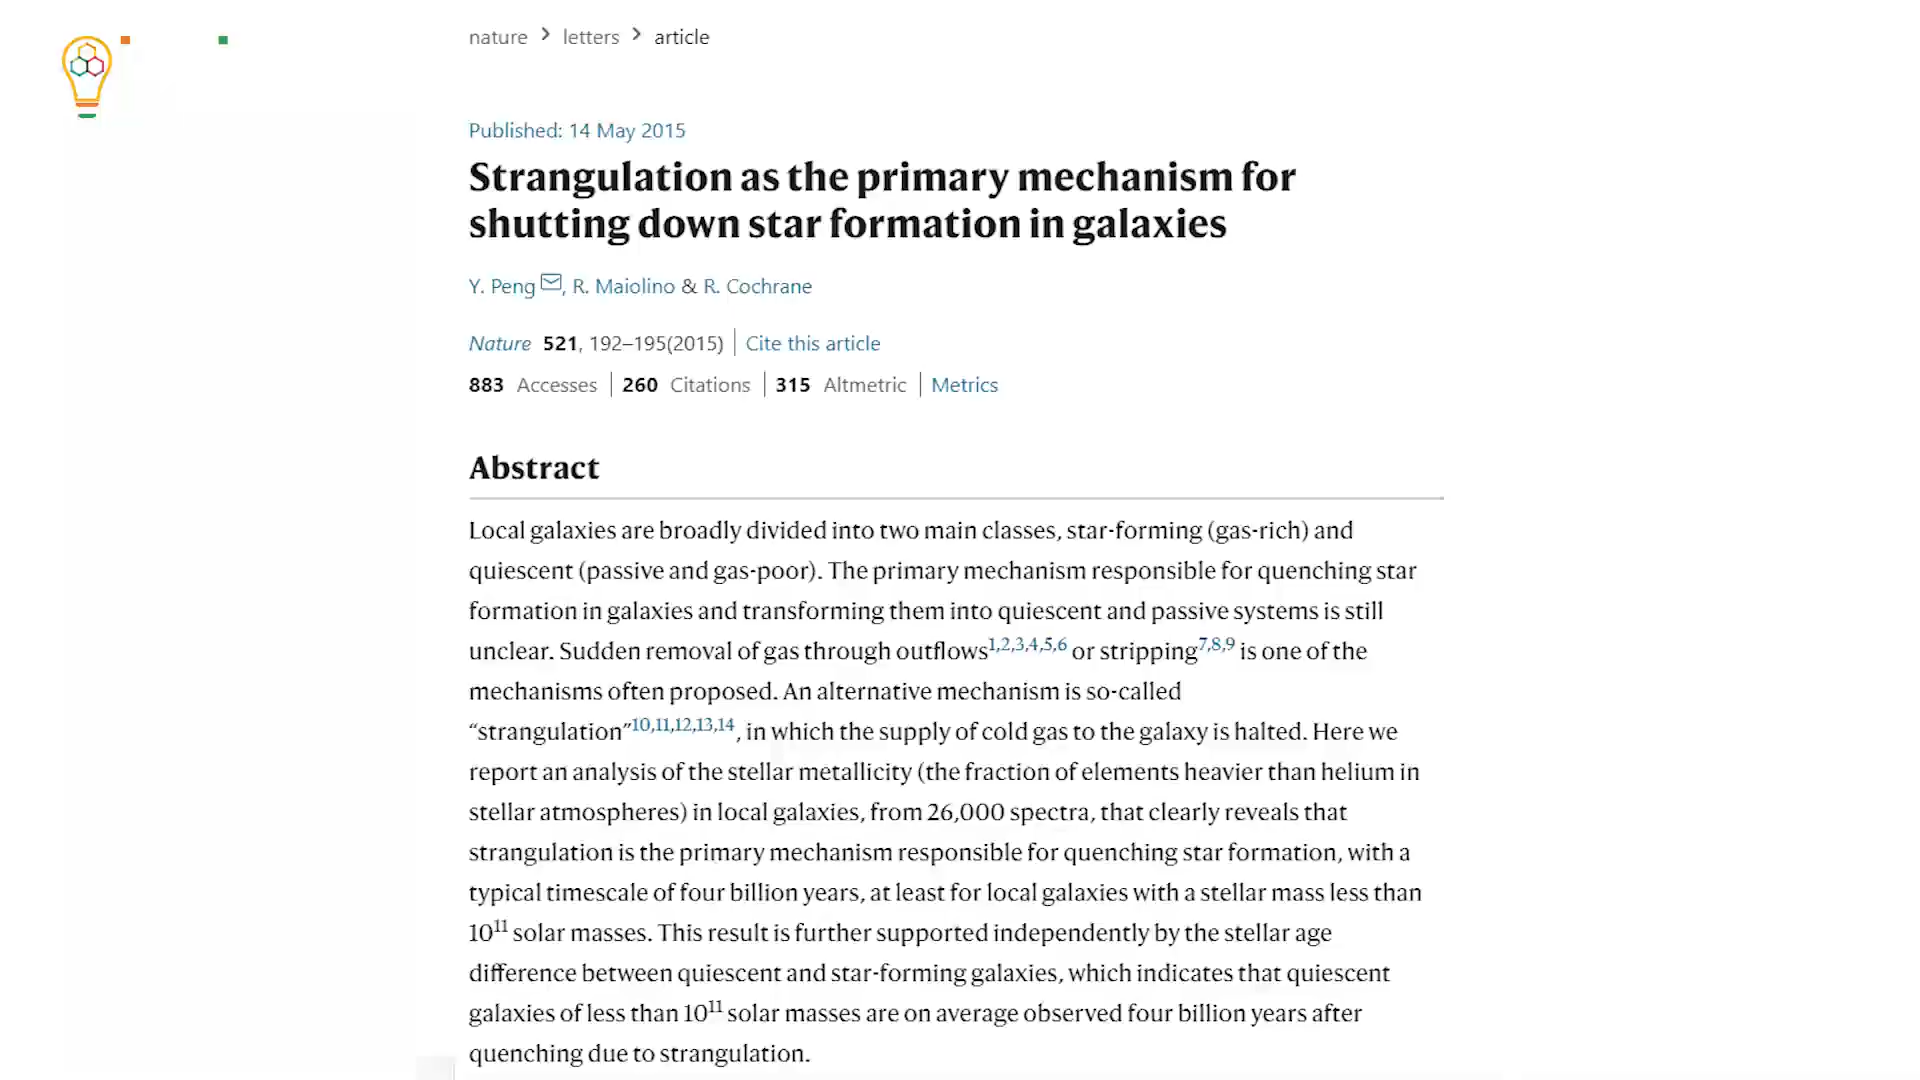 nature > letters > article
Published: 14 May 2015
Strangulation as the primary mechanism for
shutting down star formation in galaxies
Y. Peng, R. Maiolino & R. Cochrane
Nature 521, 192–195(2015) | Cite this article
883 Accesses | 260 Citations | 315 Altmetric | Metrics
Abstract
Local galaxies are broadly divided into two main classes, star-forming (gas-rich) and
quiescent (passive and gas-poor). The primary mechanism responsible for quenching star
formation in galaxies and transforming them into quiescent and passive systems is still
unclear. Sudden removal of gas through outflows1,2,3,4,5,6 or stripping7,8,9 is one of the
mechanisms often proposed. An alternative mechanism is so-called
“strangulation”10,11,12,13,14, in which the supply of cold gas to the galaxy is halted. Here we
report an analysis of the stellar metallicity (the fraction of elements heavier than helium in
stellar atmospheres) in local galaxies, from 26,000 spectra, that clearly reveals that
strangulation is the primary mechanism responsible for quenching star formation, with a
typical timescale of four billion years, at least for local galaxies with a stellar mass less than
10¹¹ solar masses. This result is further supported independently by the stellar age
difference between quiescent and star-forming galaxies, which indicates that quiescent
galaxies of less than 10¹¹ solar masses are on average observed four billion years after
quenching due to strangulation.